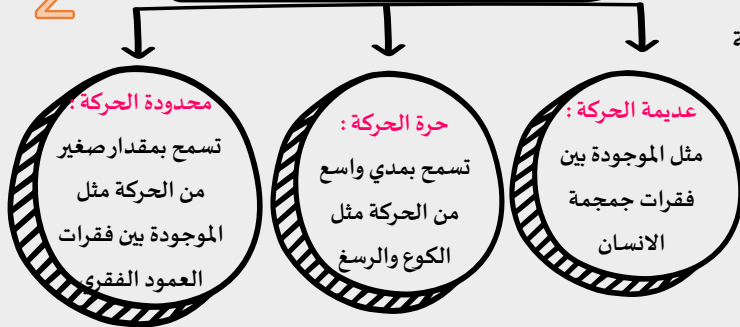 2
ة
عديمة الحركة :
مثل الموجودة بين
فقرات جمجمة
الانسان
حرة الحركة :
تسمح بمدي واسع
من الحركة مثل
الكوع والرسغ
محدودة الحركة :
تسمح بمقدار صغير
من الحركة مثل
الموجودة بين فقرات
العمود الفقري